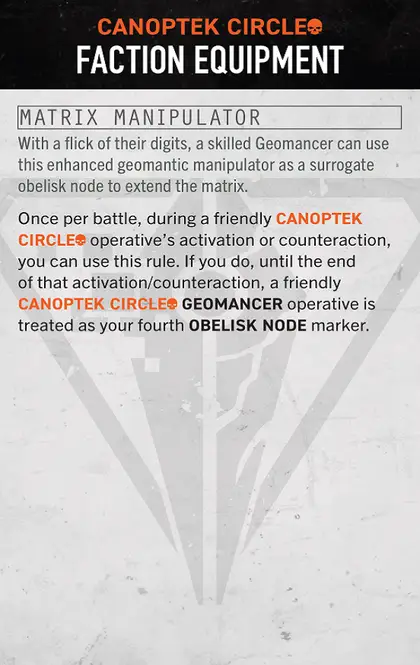 CANOPTEK CIRCLE
FACTION EQUIPMENT
MATRIX MANIPULATOR
With a flick of their digits, a skilled Geomancer can use
this enhanced geomantic manipulator as a surrogate
obelisk node to extend the matrix.
Once per battle, during a friendly CANOPTEK
CIRCLE operative's activation or counteraction,
you can use this rule. If you do, until the end
of that activation/counteraction, a friendly
CANOPTEK CIRCLE GEOMANCER operative is
treated as your fourth OBELISK NODE marker.